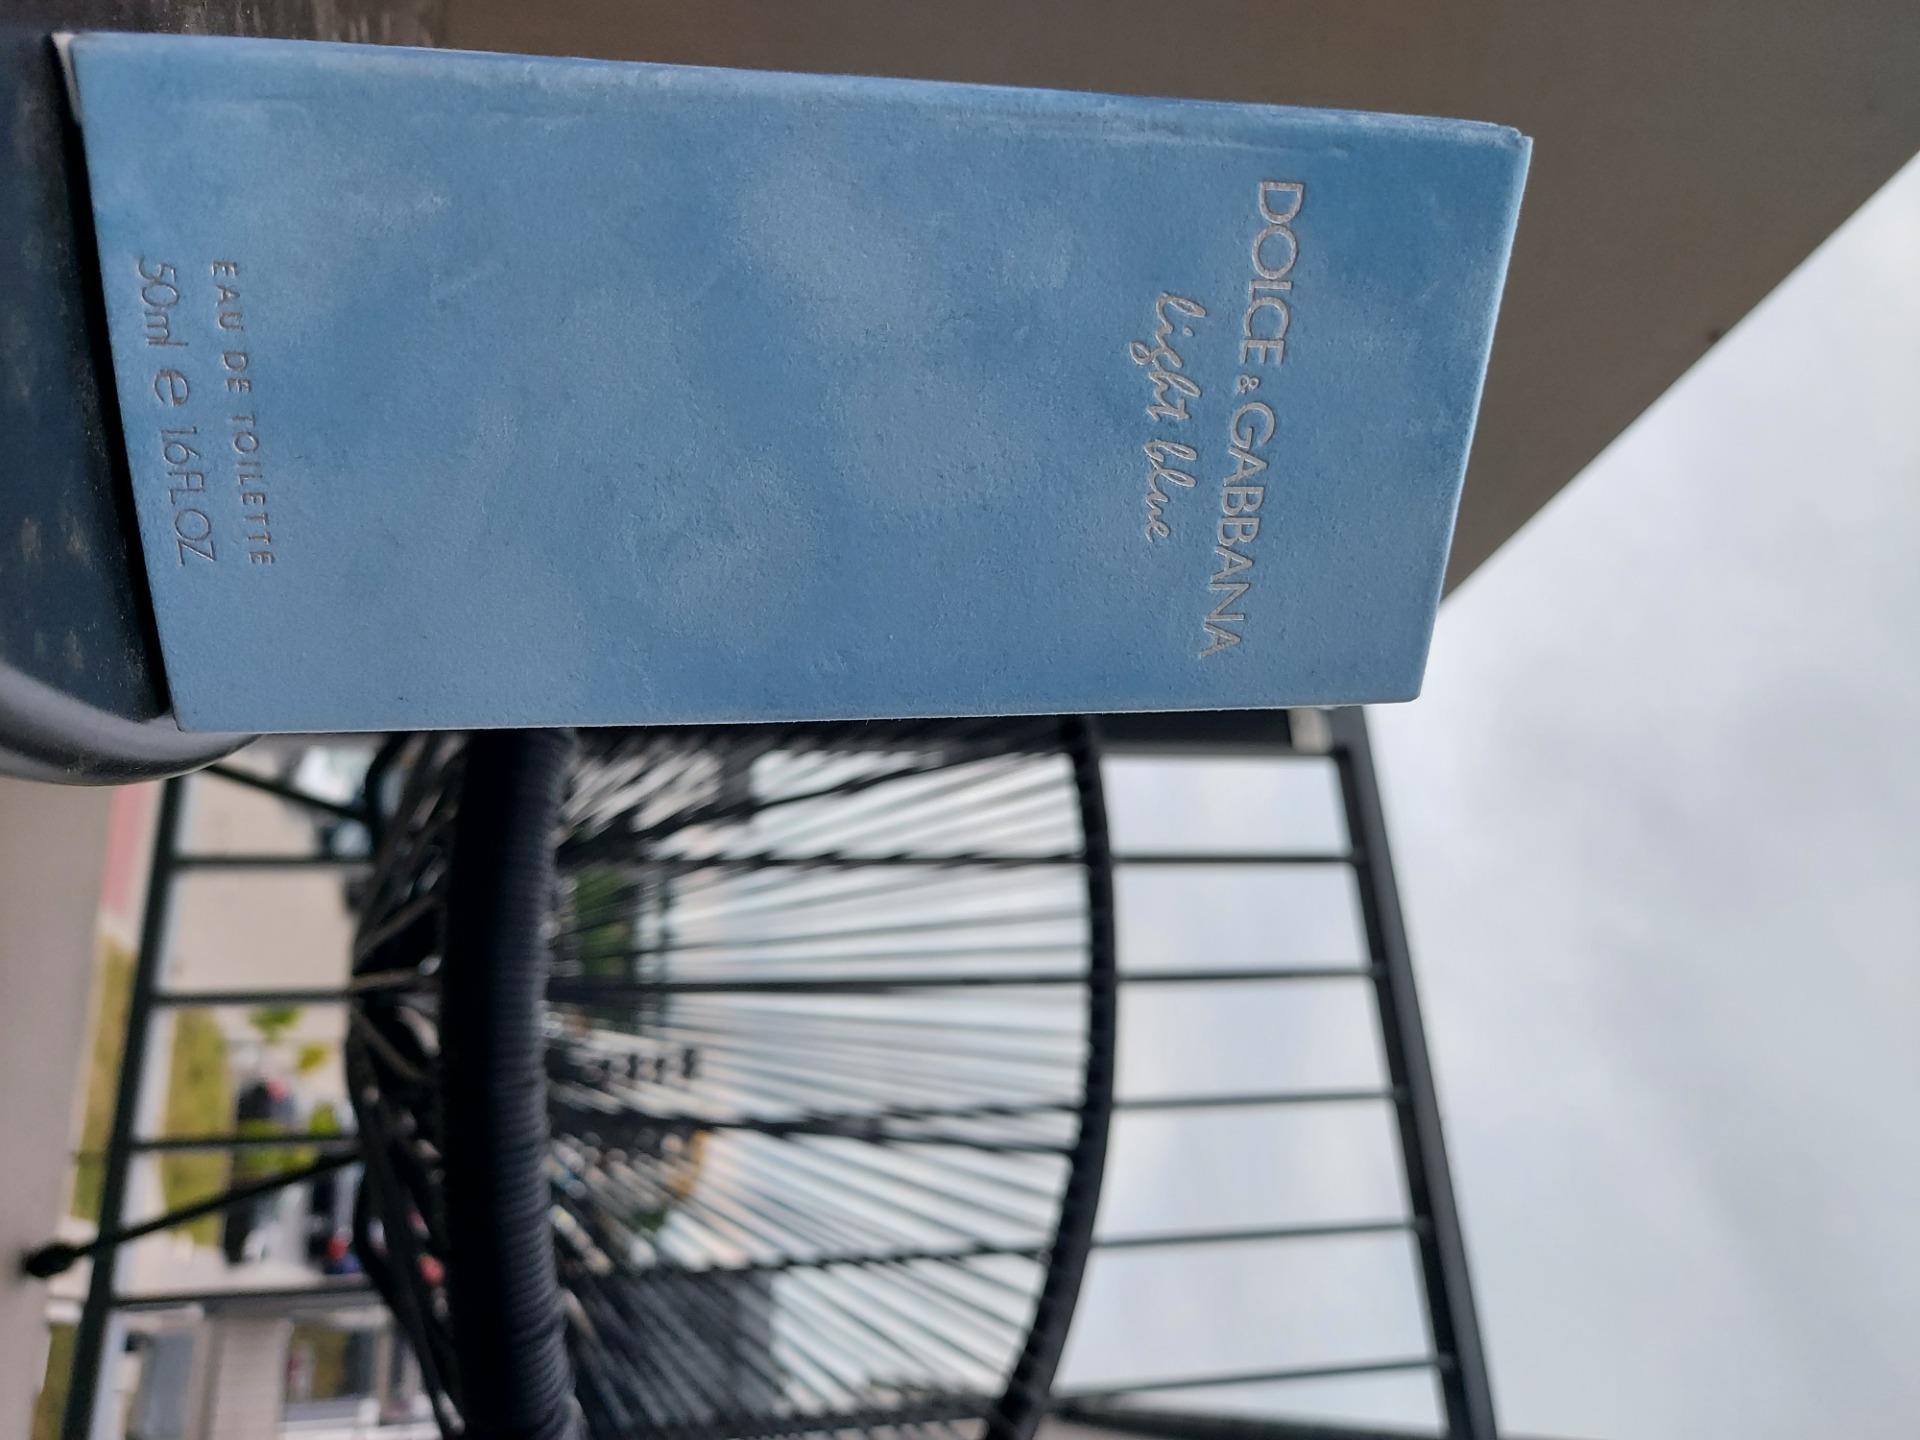 DOLCE & GABBANA
light blue
EAU DE TOILETTE
50ml e 1.6FL.OZ